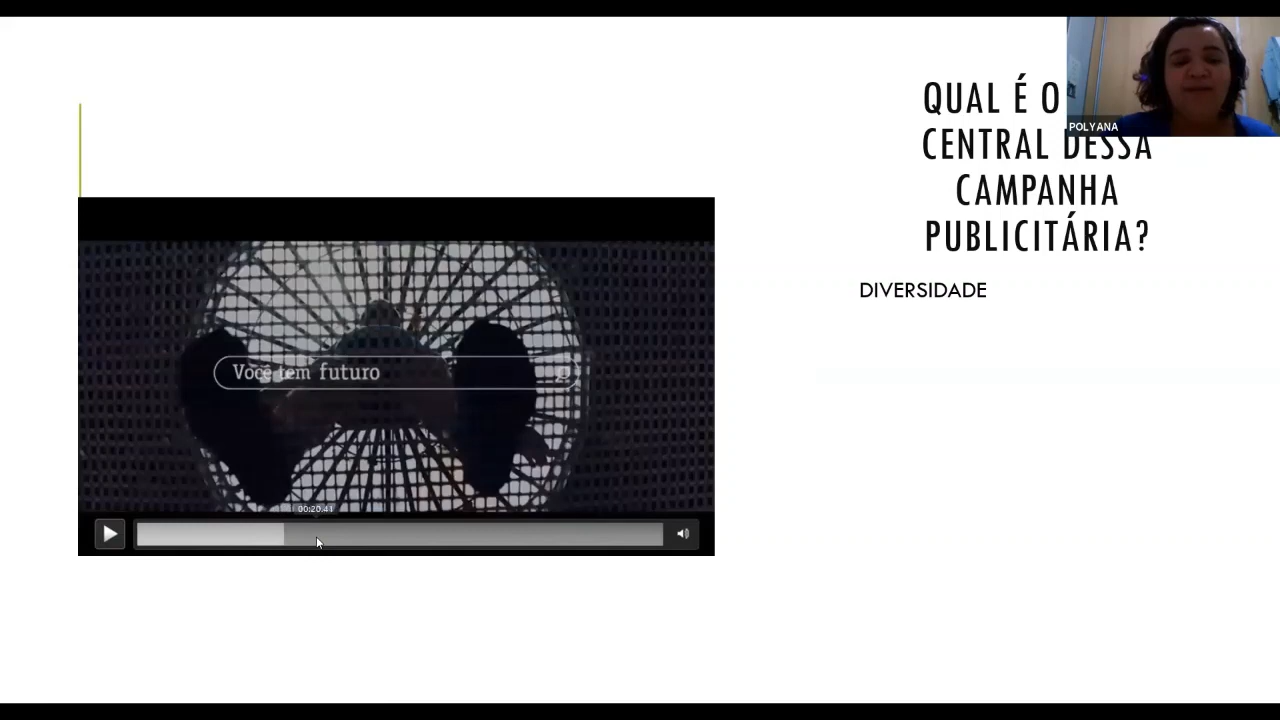 QUAL É O
CENTRAL DESSA
CAMPANHA
PUBLICITÁRIA?
POLYANA
DIVERSIDADE
Você tem futuro
00:20.41